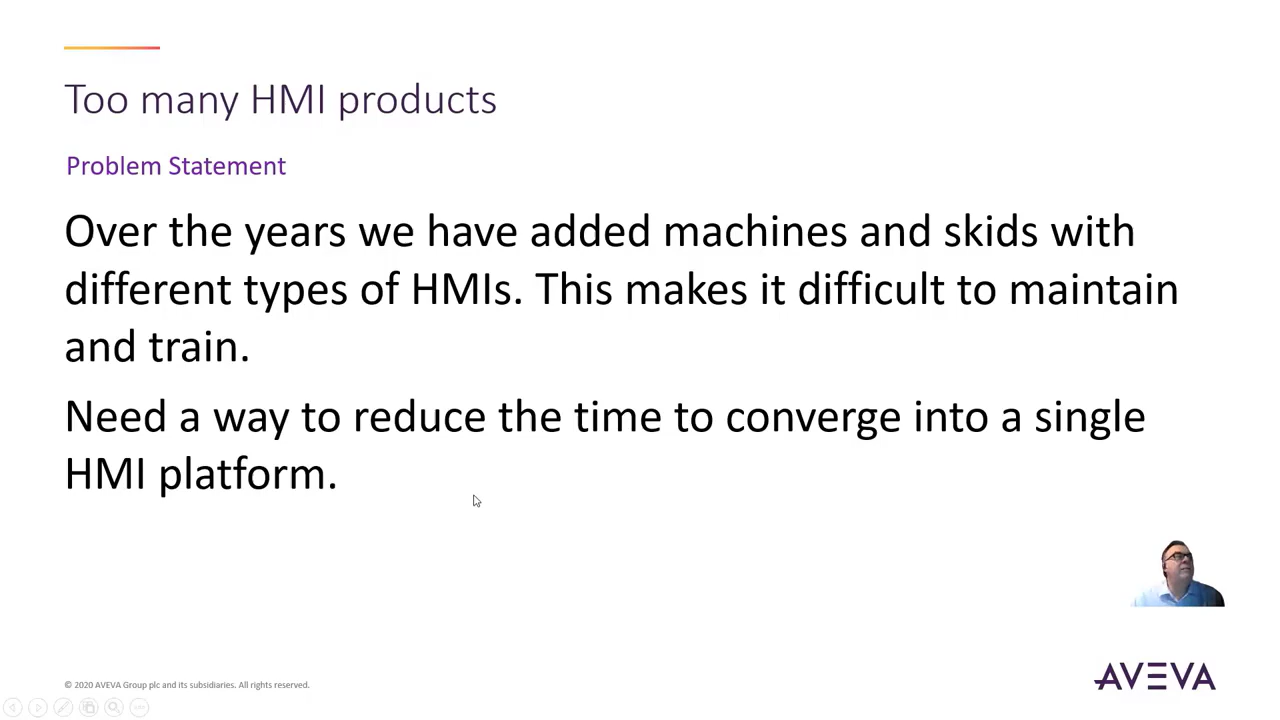 Too many HMI products
Problem Statement
Over the years we have added machines and skids with
different types of HMIs. This makes it difficult to maintain
and train.
Need a way to reduce the time to converge into a single
HMI platform.
© 2020 AVEVA Group plc and its subsidiaries. All rights reserved.
AVEVA